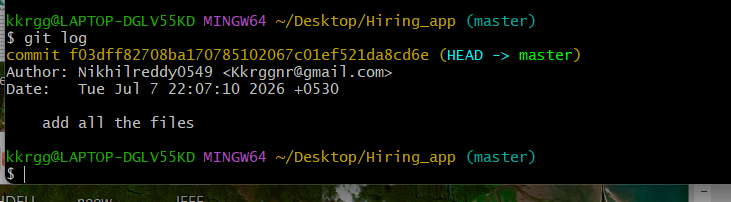 kkrgg@LAPTOP-DGLV55KD MINGW64 ~/Desktop/Hiring_app (master)
$ git log
commit f03dff82708ba170785102067c01ef521da8cd6e (HEAD -> master)
Author: Nikhilreddy0549 <Kkrggnr@gmail.com>
Date:   Tue Jul 7 22:07:10 2026 +0530
    add all the files
kkrgg@LAPTOP-DGLV55KD MINGW64 ~/Desktop/Hiring_app (master)
$